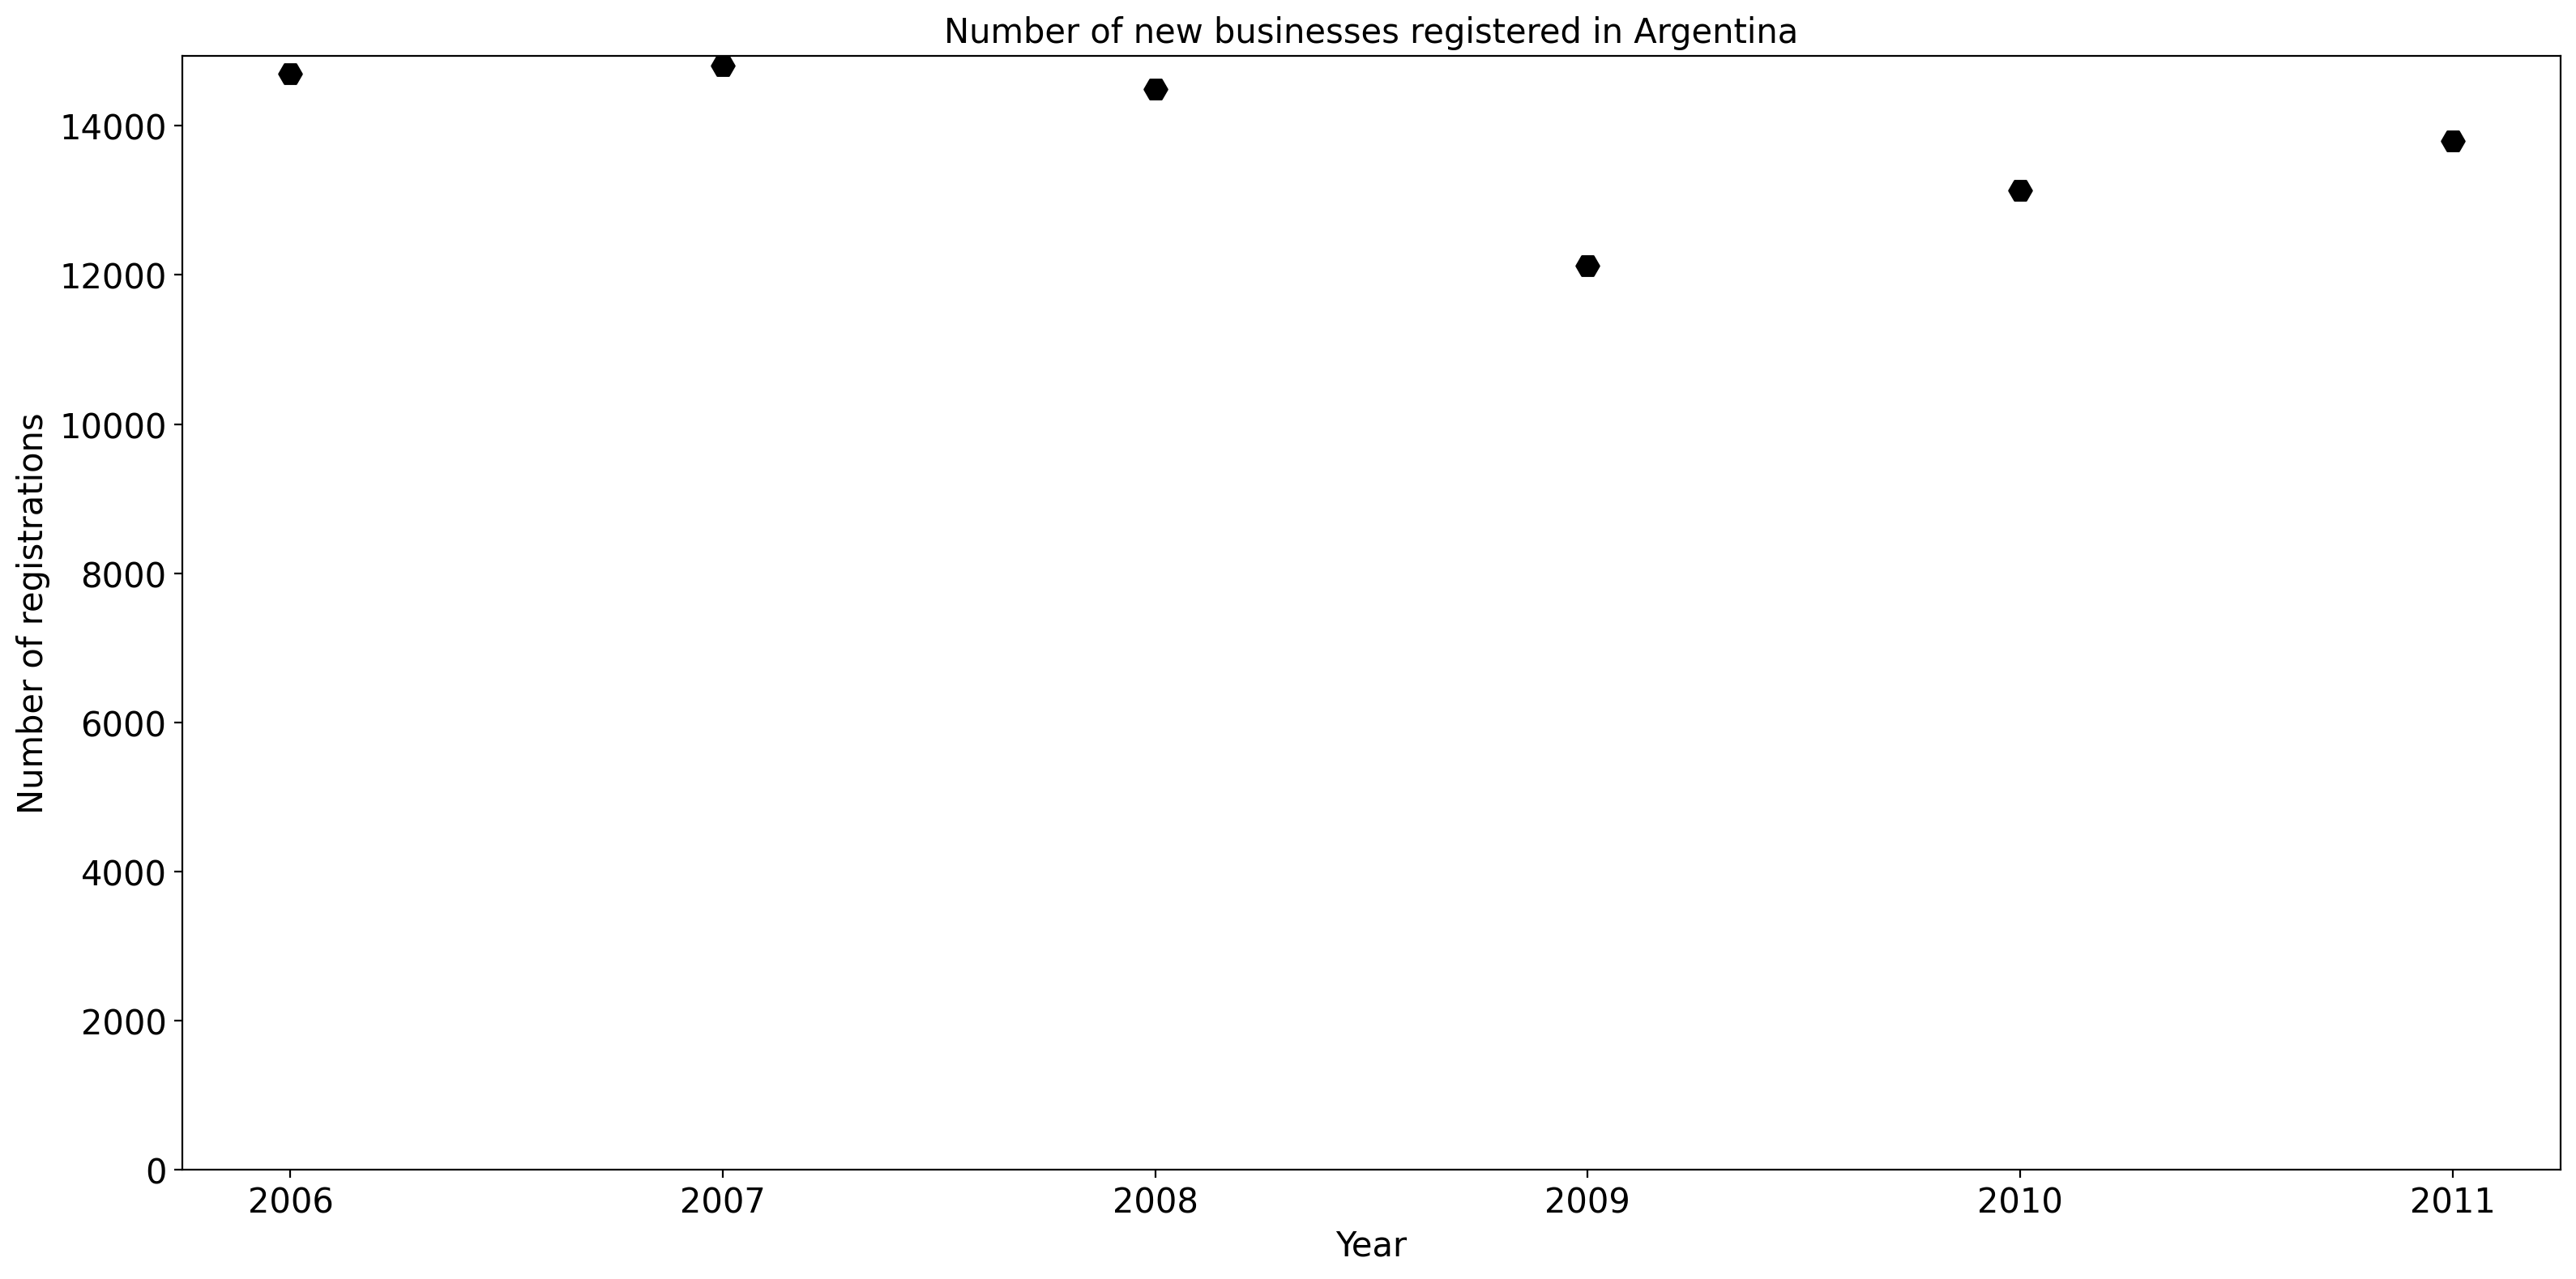 Number of new businesses registered in Argentina
Number of registrations
14000
12000
10000
8000
6000
4000
2000
0
2006 2007 2008 2009 2010 2011
Year